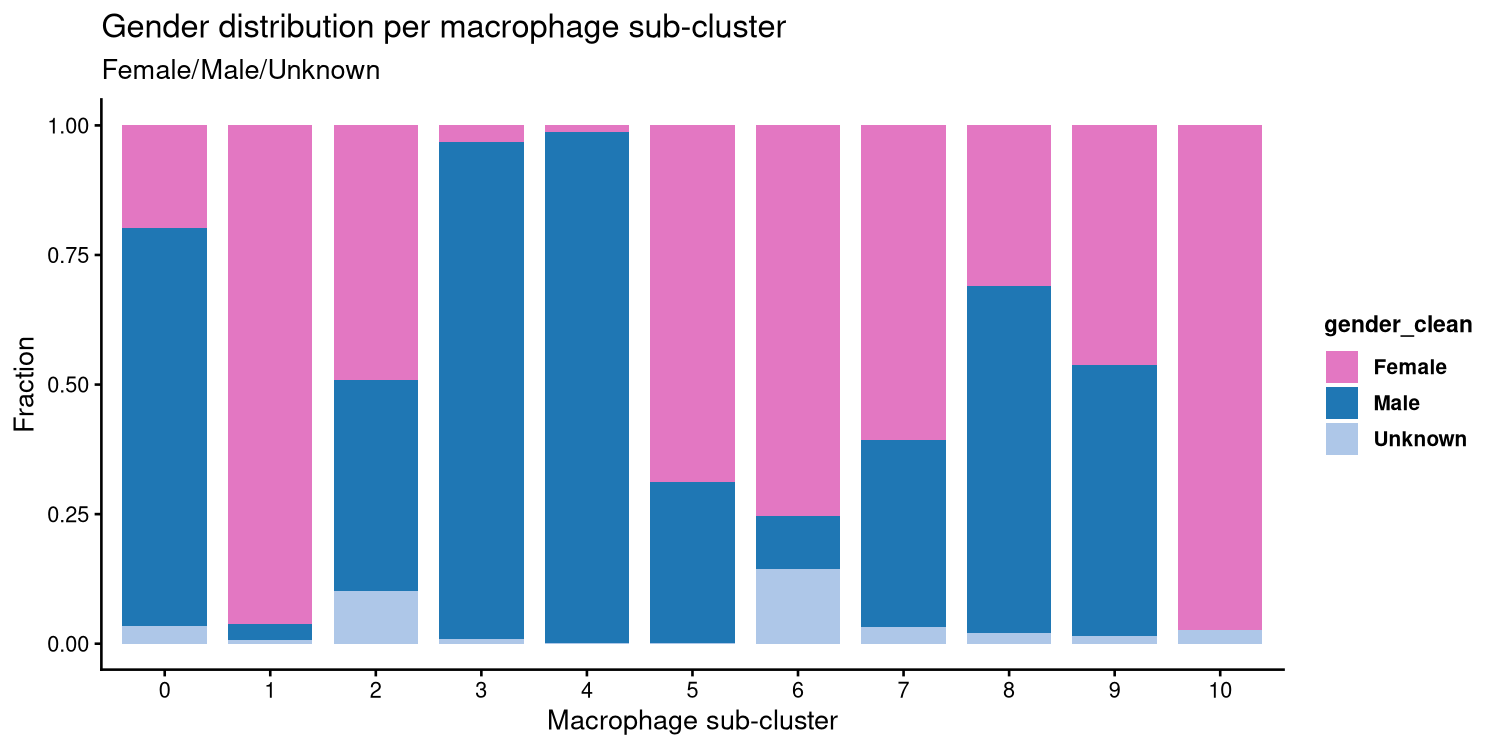 Gender distribution per macrophage sub-cluster
Female/Male/Unknown
Fraction
1.00
0.75
0.50
0.25
0.00
0 1 2 3 4 5 6 7 8 9 10
Macrophage sub-cluster
gender_clean
Female
Male
Unknown